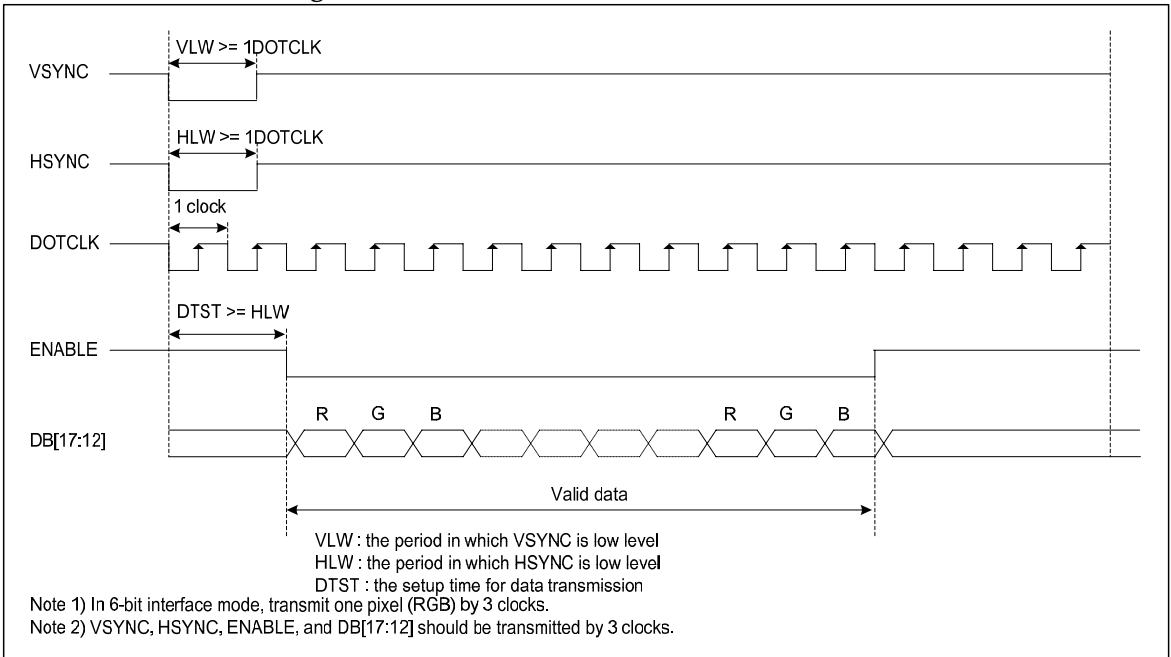 VLW >= 1DOTCLK
VSYNC
HLW >= 1DOTCLK
HSYNC
1 clock
DOTCLK
DTST >= HLW
ENABLE
R G B R G B
DB[17:12]
Valid data
VLW : the period in which VSYNC is low level
HLW : the period in which HSYNC is low level
DTST : the setup time for data transmission
Note 1) In 6-bit interface mode, transmit one pixel (RGB) by 3 clocks.
Note 2) VSYNC, HSYNC, ENABLE, and DB[17:12] should be transmitted by 3 clocks.